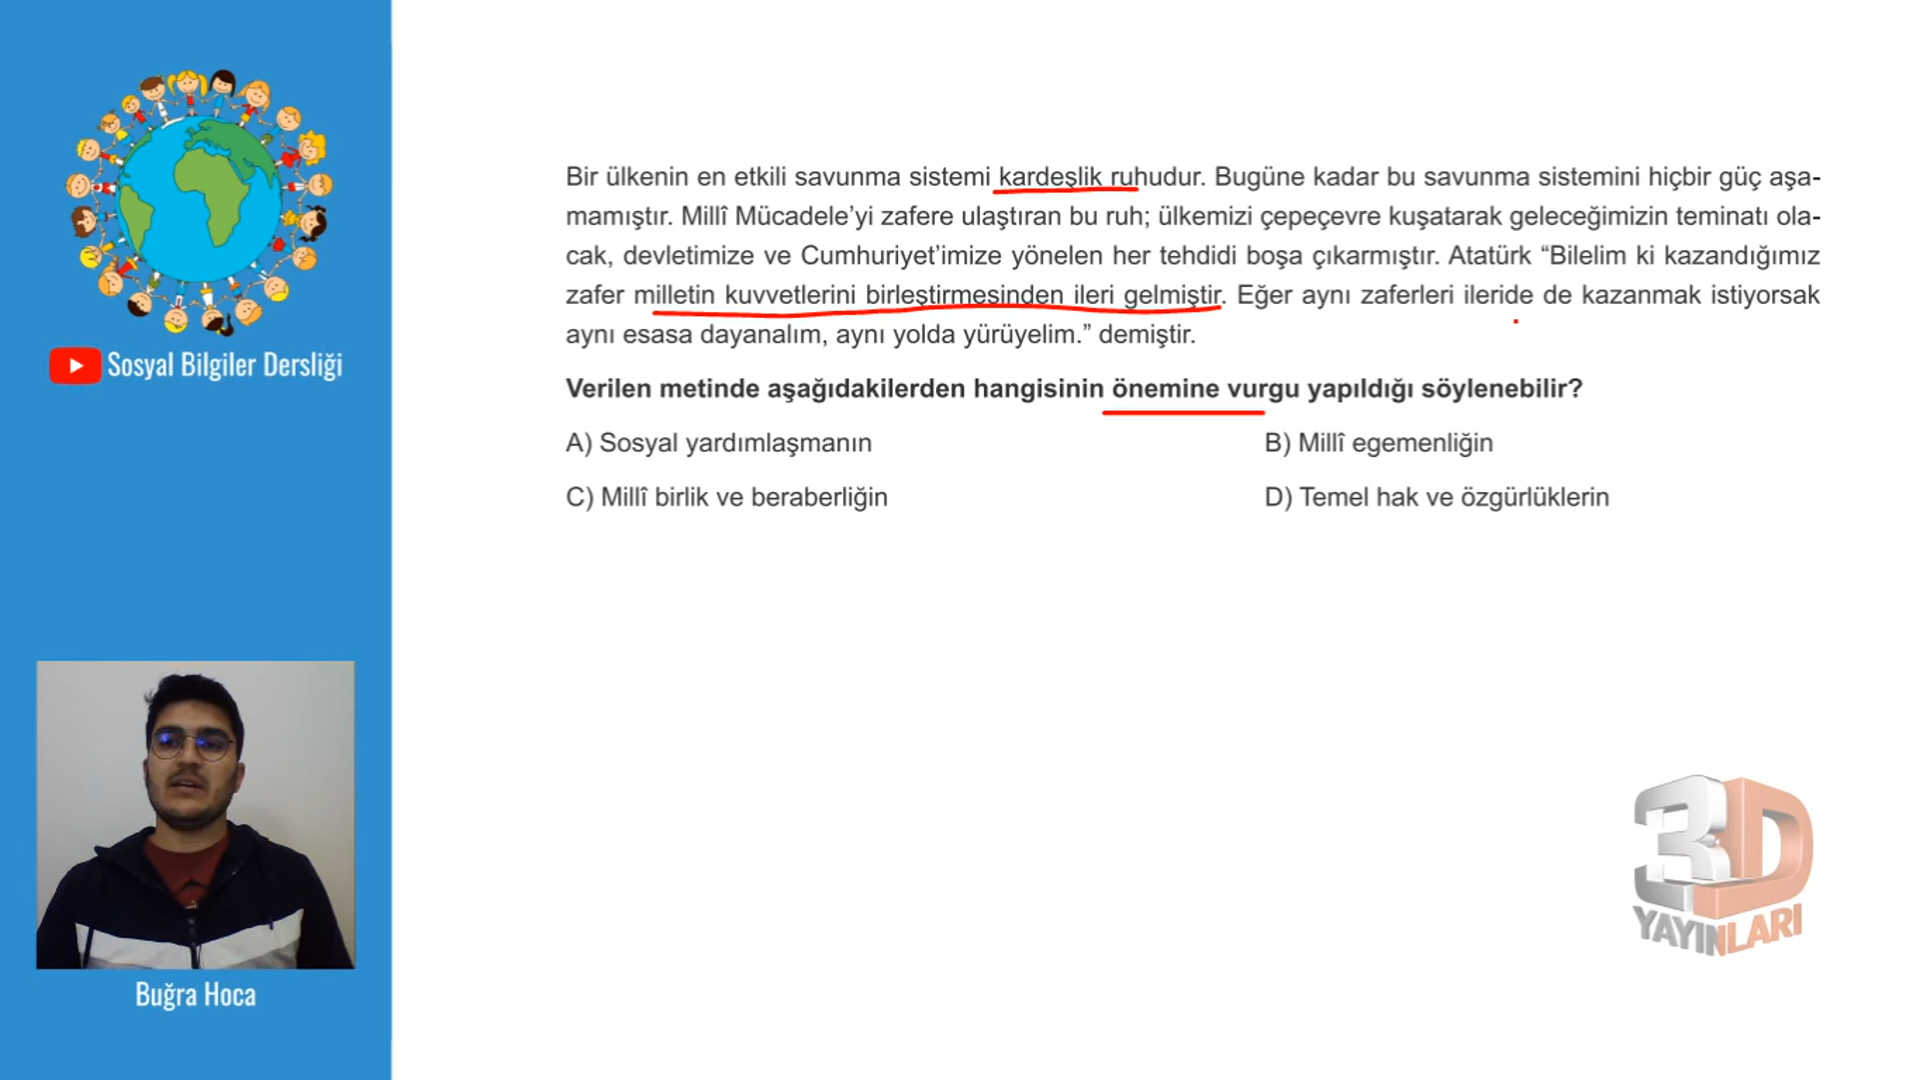 Sosyal Bilgiler Dersliği
Bir ülkenin en etkili savunma sistemi kardeşlik ruhudur. Bugüne kadar bu savunma sistemini hiçbir güç aşa-
mamıştır. Millî Mücadele’yi zafere ulaştıran bu ruh; ülkemizi çepeçevre kuşatarak geleceğimizin teminatı ola-
cak, devletimize ve Cumhuriyet’imize yönelen her tehdidi boşa çıkarmıştır. Atatürk “Bilelim ki kazandığımız
zafer milletin kuvvetlerini birleştirmesinden ileri gelmiştir. Eğer aynı zaferleri ileride de kazanmak istiyorsak
aynı esasa dayanalım, aynı yolda yürüyelim.” demiştir.
Verilen metinde aşağıdakilerden hangisinin önemine vurgu yapıldığı söylenebilir?
A) Sosyal yardımlaşmanın
B) Millî egemenliğin
C) Millî birlik ve beraberliğin
D) Temel hak ve özgürlüklerin
Buğra Hoca
3D
YAYINLARI